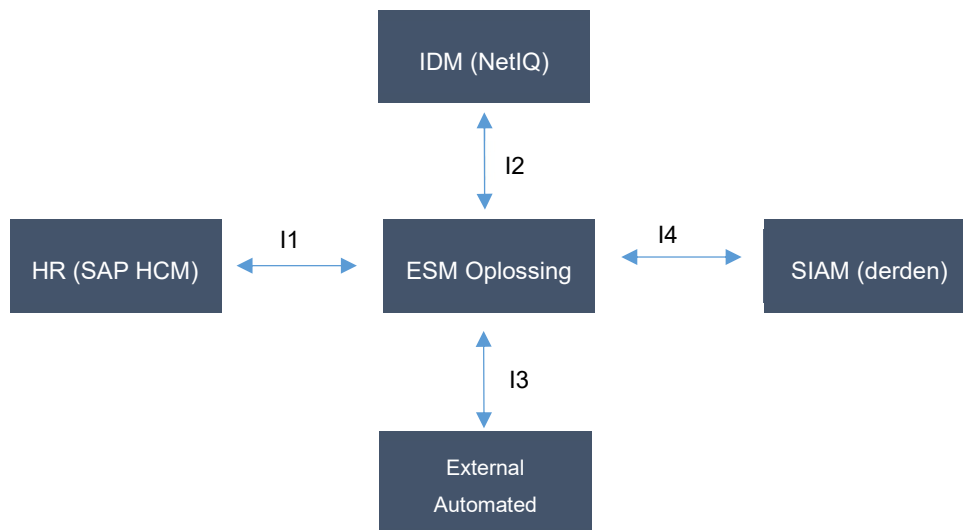 IDM (NetIQ)
I2
HR (SAP HCM)
I1
ESM Oplossing
I4
SIAM (derden)
I3
External
Automated